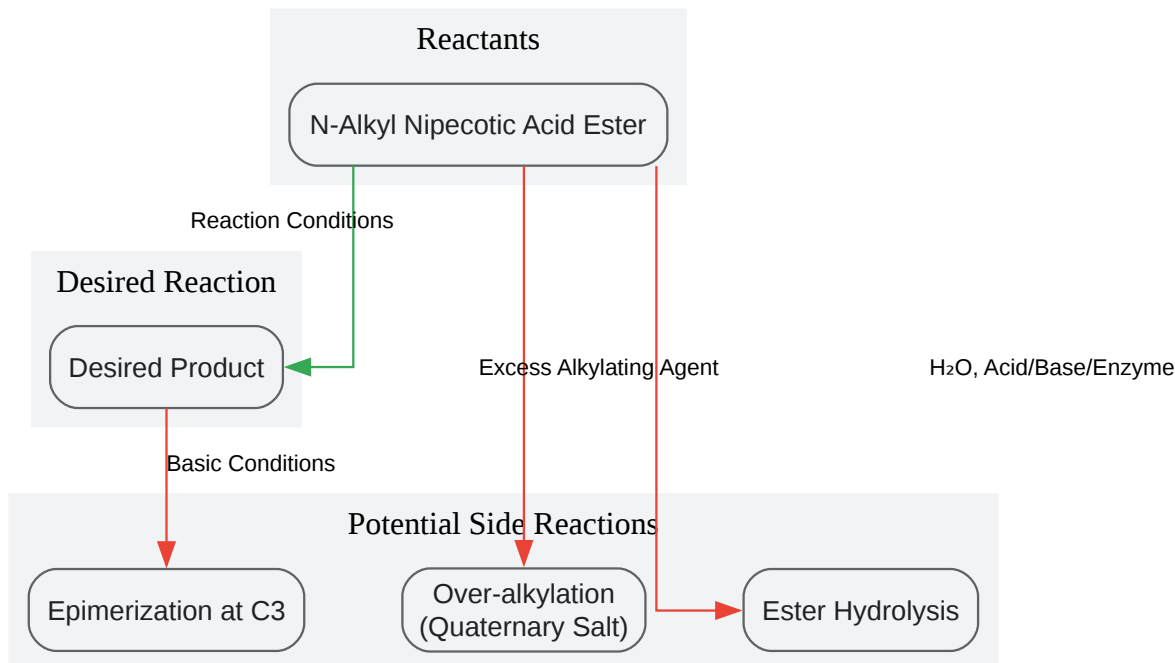 Reactants
N-Alkyl Nipecotic Acid Ester
Reaction Conditions
Desired Reaction
Desired Product
Excess Alkylating Agent
H₂O, Acid/Base/Enzyme
Basic Conditions
Potential Side Reactions
Epimerization at C3
Over-alkylation
(Quaternary Salt)
Ester Hydrolysis